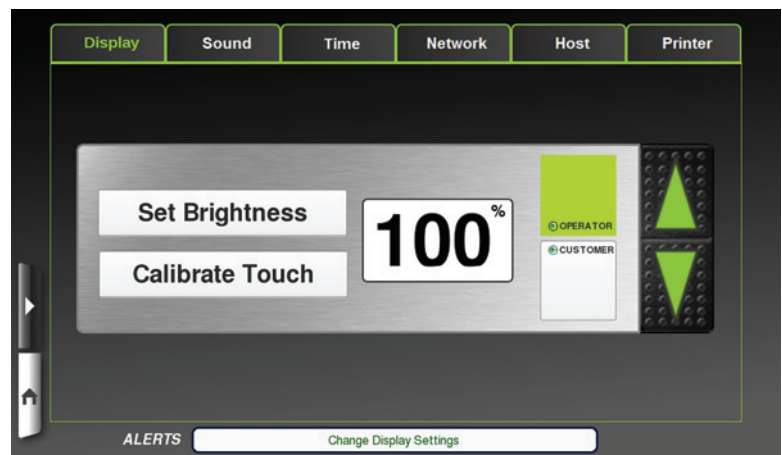 Display Sound Time Network Host Printer
Set Brightness
100%
OPERATOR
CUSTOMER
Calibrate Touch
ALERTS Change Display Settings